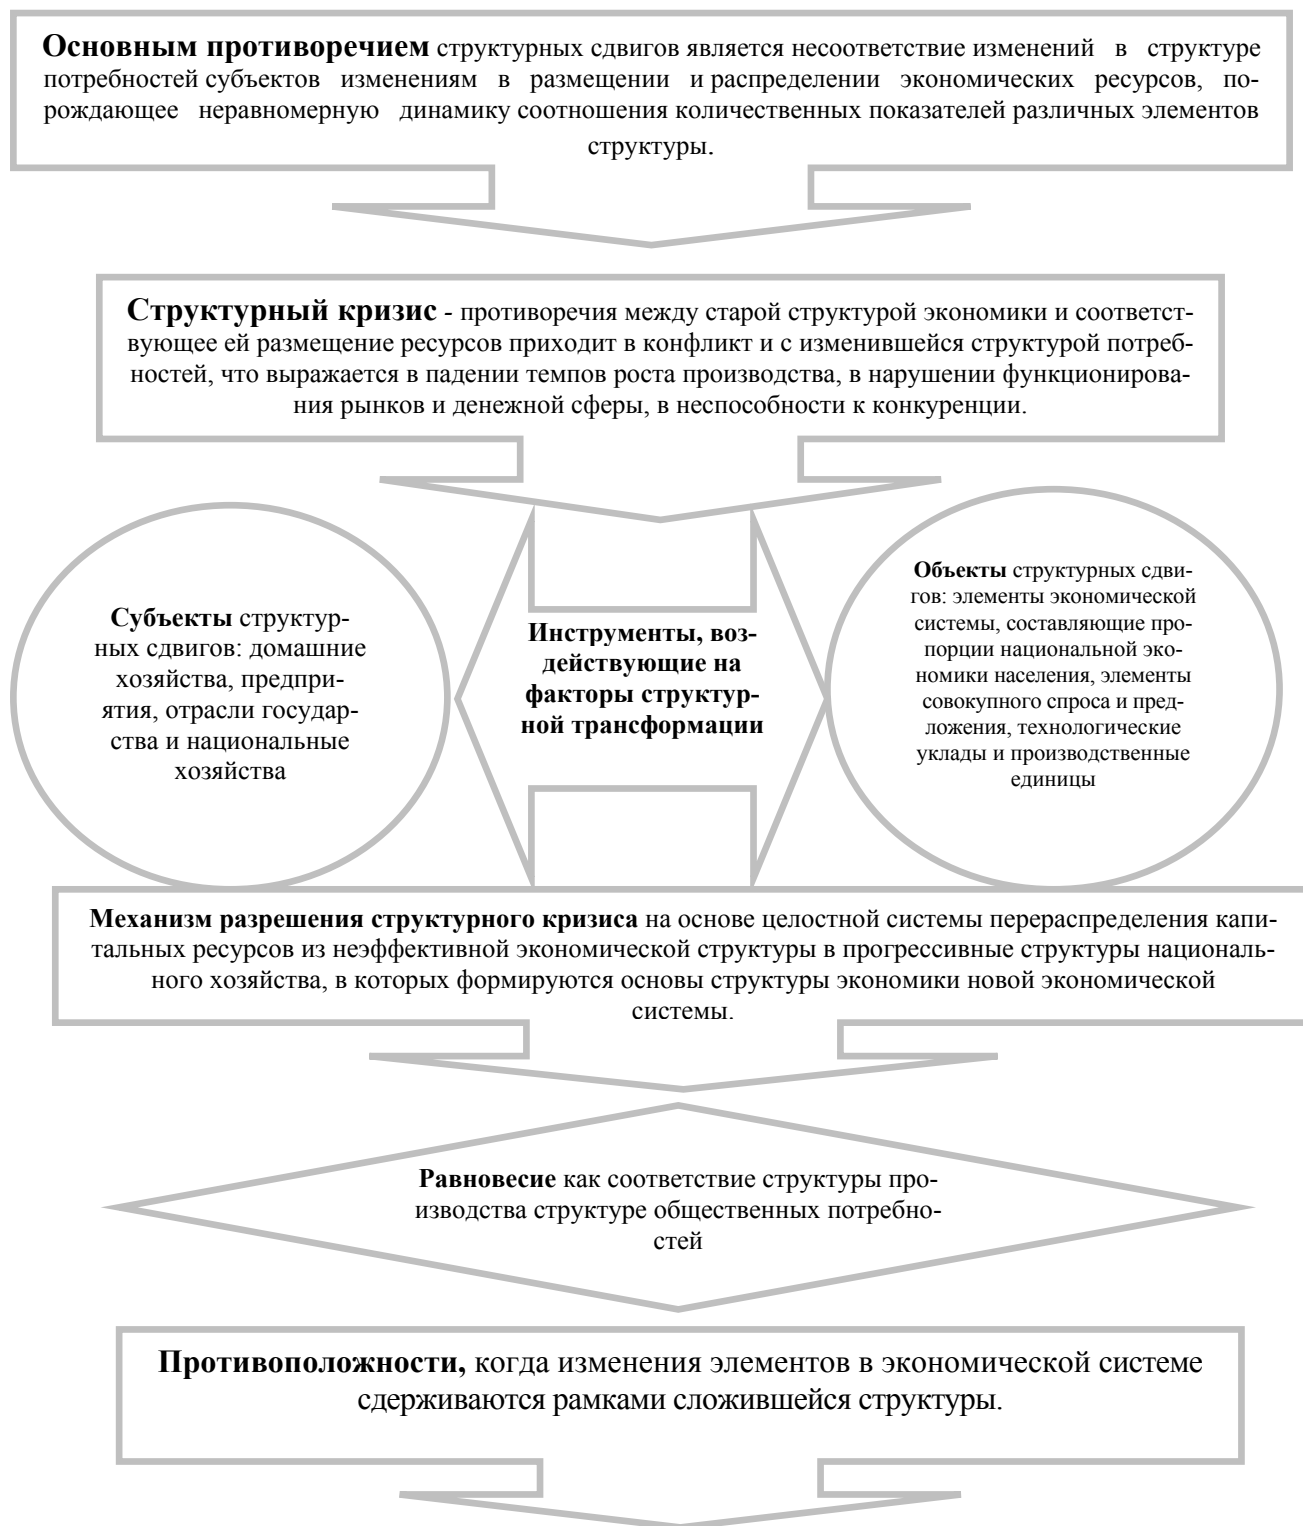 Основным противоречием структурных сдвигов является несоответствие изменений в структуре
потребностей субъектов изменениям в размещении и распределении экономических ресурсов, по-
рождающее неравномерную динамику соотношения количественных показателей различных элементов
структуры.
Структурный кризис - противоречия между старой структурой экономики и соответст-
вующее ей размещение ресурсов приходит в конфликт и с изменившейся структурой потреб-
ностей, что выражается в падении темпов роста производства, в нарушении функционирова-
ния рынков и денежной сферы, в неспособности к конкуренции.
Субъекты структур-
ных сдвигов: домашние
хозяйства, предпри-
ятия, отрасли государ-
ства и национальные
хозяйства
Инструменты, воз-
действующие на
факторы структур-
ной трансформации
Объекты структурных сдви-
гов: элементы экономической
системы, составляющие про-
порции национальной эко-
номики населения, элементы
совокупного спроса и пред-
ложения, технологические
уклады и производственные
единицы
Механизм разрешения структурного кризиса на основе целостной системы перераспределения капи-
тальных ресурсов из неэффективной экономической структуры в прогрессивные структуры националь-
ного хозяйства, в которых формируются основы структуры экономики новой экономической
системы.
Равновесие как соответствие структуры про-
изводства структуре общественных потребно-
стей
Противоположности, когда изменения элементов в экономической системе
сдерживаются рамками сложившейся структуры.